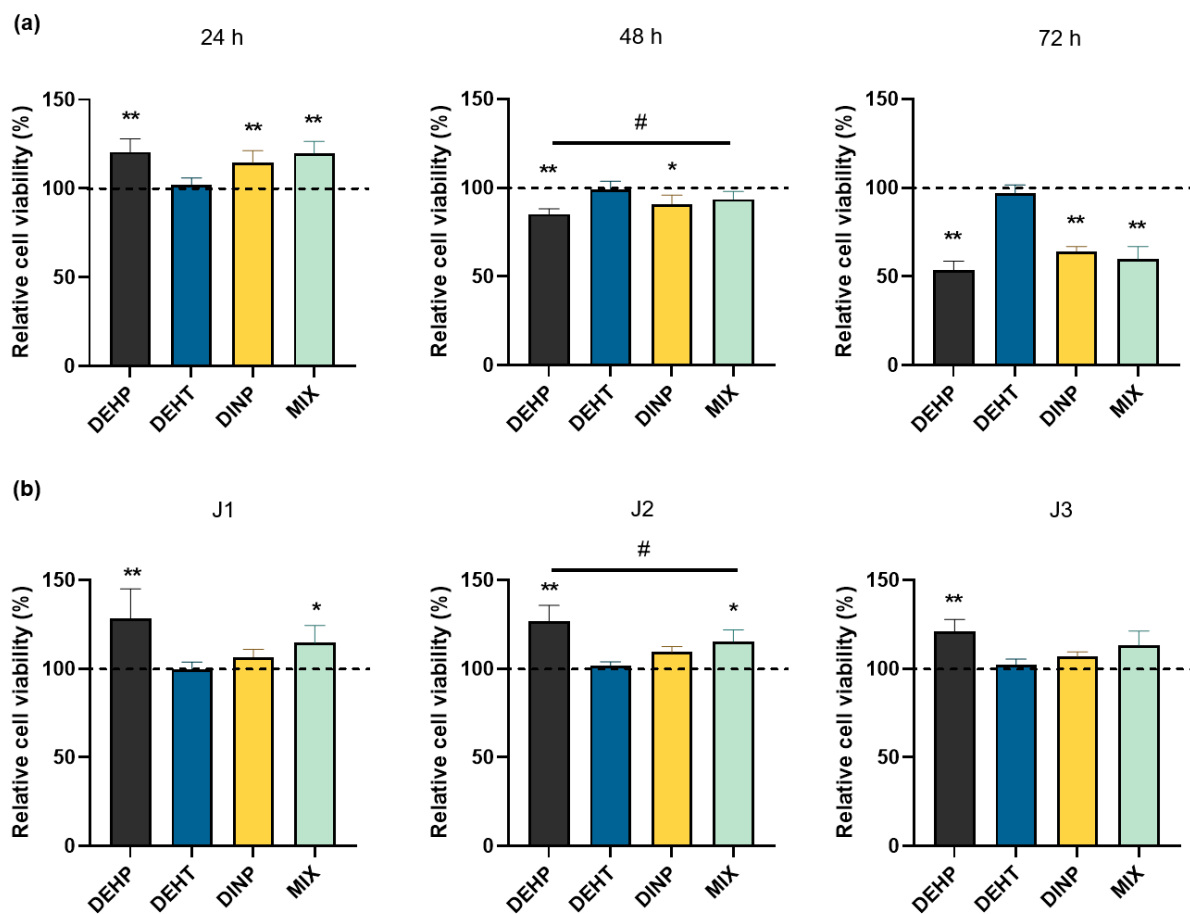 (a)
24 h
48 h
72 h
Relative cell viability (%)
150
100
50
0
**
**
**
DEHP
DEHT
DINP
MIX
Relative cell viability (%)
150
100
50
0
#
**
*
DEHP
DEHT
DINP
MIX
Relative cell viability (%)
150
100
50
0
**
**
**
DEHP
DEHT
DINP
MIX
(b)
J1
J2
J3
Relative cell viability (%)
150
100
50
0
**
*
DEHP
DEHT
DINP
MIX
Relative cell viability (%)
150
100
50
0
#
**
*
DEHP
DEHT
DINP
MIX
Relative cell viability (%)
150
100
50
0
**
DEHP
DEHT
DINP
MIX